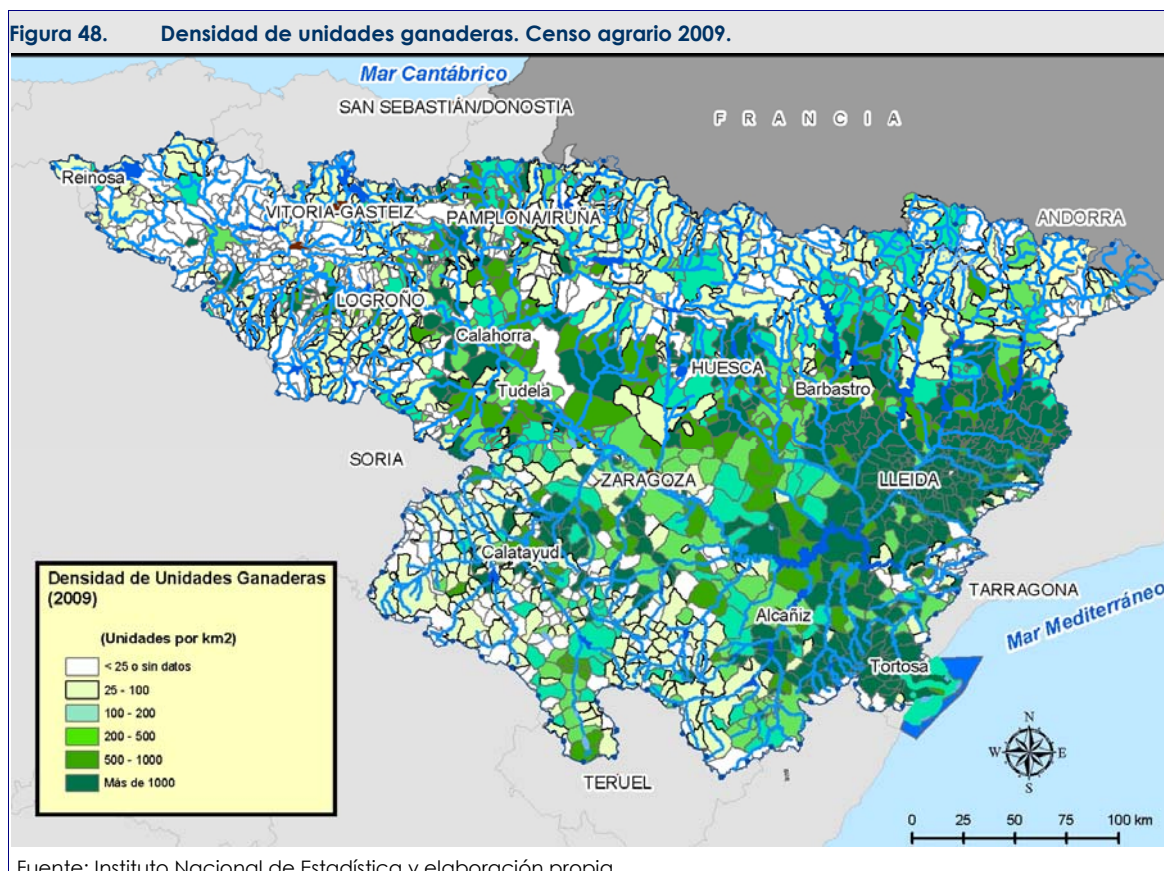 Figura 48. Densidad de unidades ganaderas. Censo agrario 2009.
Mar Cantábrico
SAN SEBASTIÁN/DONOSTIA
F R A N C I A
Reinosa
VITORIA-GASTEIZ
PAMPLONA/IRUÑA
ANDORRA
LOGROÑO
Calahorra
HUESCA
Barbastro
Tudela
SORIA
ZARAGOZA
LLEIDA
Calatayud
TARRAGONA
Mar Mediterráneo
Alcañiz
Tortosa
TERUEL
Densidad de Unidades Ganaderas
(2009)
(Unidades por km2)
< 25 o sin datos
25 - 100
100 - 200
200 - 500
500 - 1000
Más de 1000
N
W E
S
0 25 50 75 100 km
Fuente: Instituto Nacional de Estadística y elaboración propia